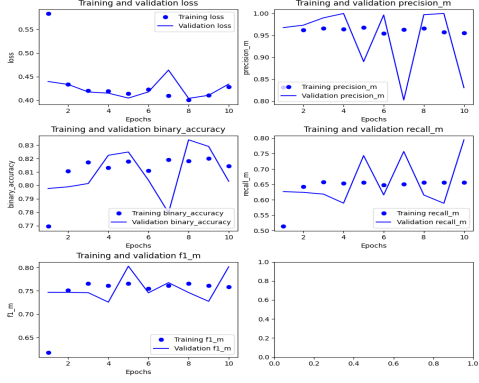 Training and validation loss
Training and validation precision_m
0.55
0.50
0.45
0.40
loss
Training loss
Validation loss
2
4
6
8
10
Epochs
1.00
0.95
0.90
0.85
0.80
precision_m
Training precision_m
Validation precision_m
2
4
6
8
10
Epochs
Training and validation binary_accuracy
Training and validation recall_m
0.83
0.82
0.81
0.80
0.79
0.78
0.77
binary_accuracy
Training binary_accuracy
Validation binary_accuracy
2
4
6
8
10
Epochs
0.80
0.75
0.70
0.65
0.60
0.55
0.50
recall_m
Training recall_m
Validation recall_m
2
4
6
8
10
Epochs
Training and validation f1_m
0.80
0.75
0.70
0.65
f1_m
Training f1_m
Validation f1_m
2
4
6
8
10
Epochs
1.0
0.8
0.6
0.4
0.2
0.0
0.0
0.2
0.4
0.6
0.8
1.0